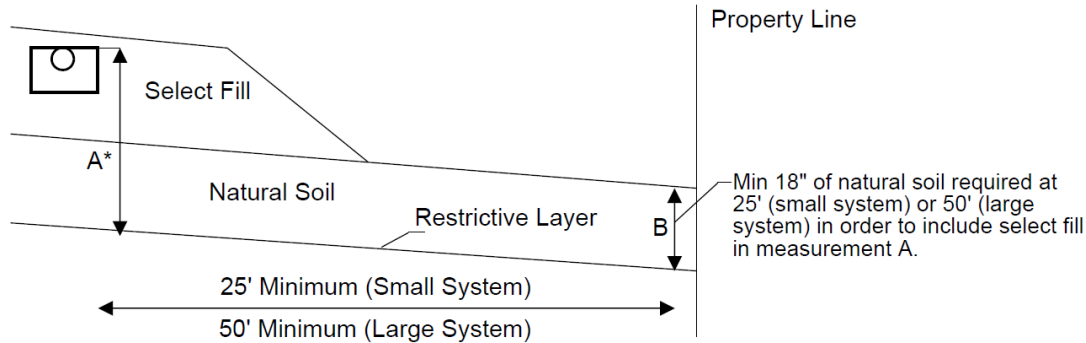 Property Line
Select Fill
A*
Natural Soil
Restrictive Layer
B
Min 18" of natural soil required at
25' (small system) or 50' (large
system) in order to include select fill
in measurement A.
25' Minimum (Small System)
50' Minimum (Large System)